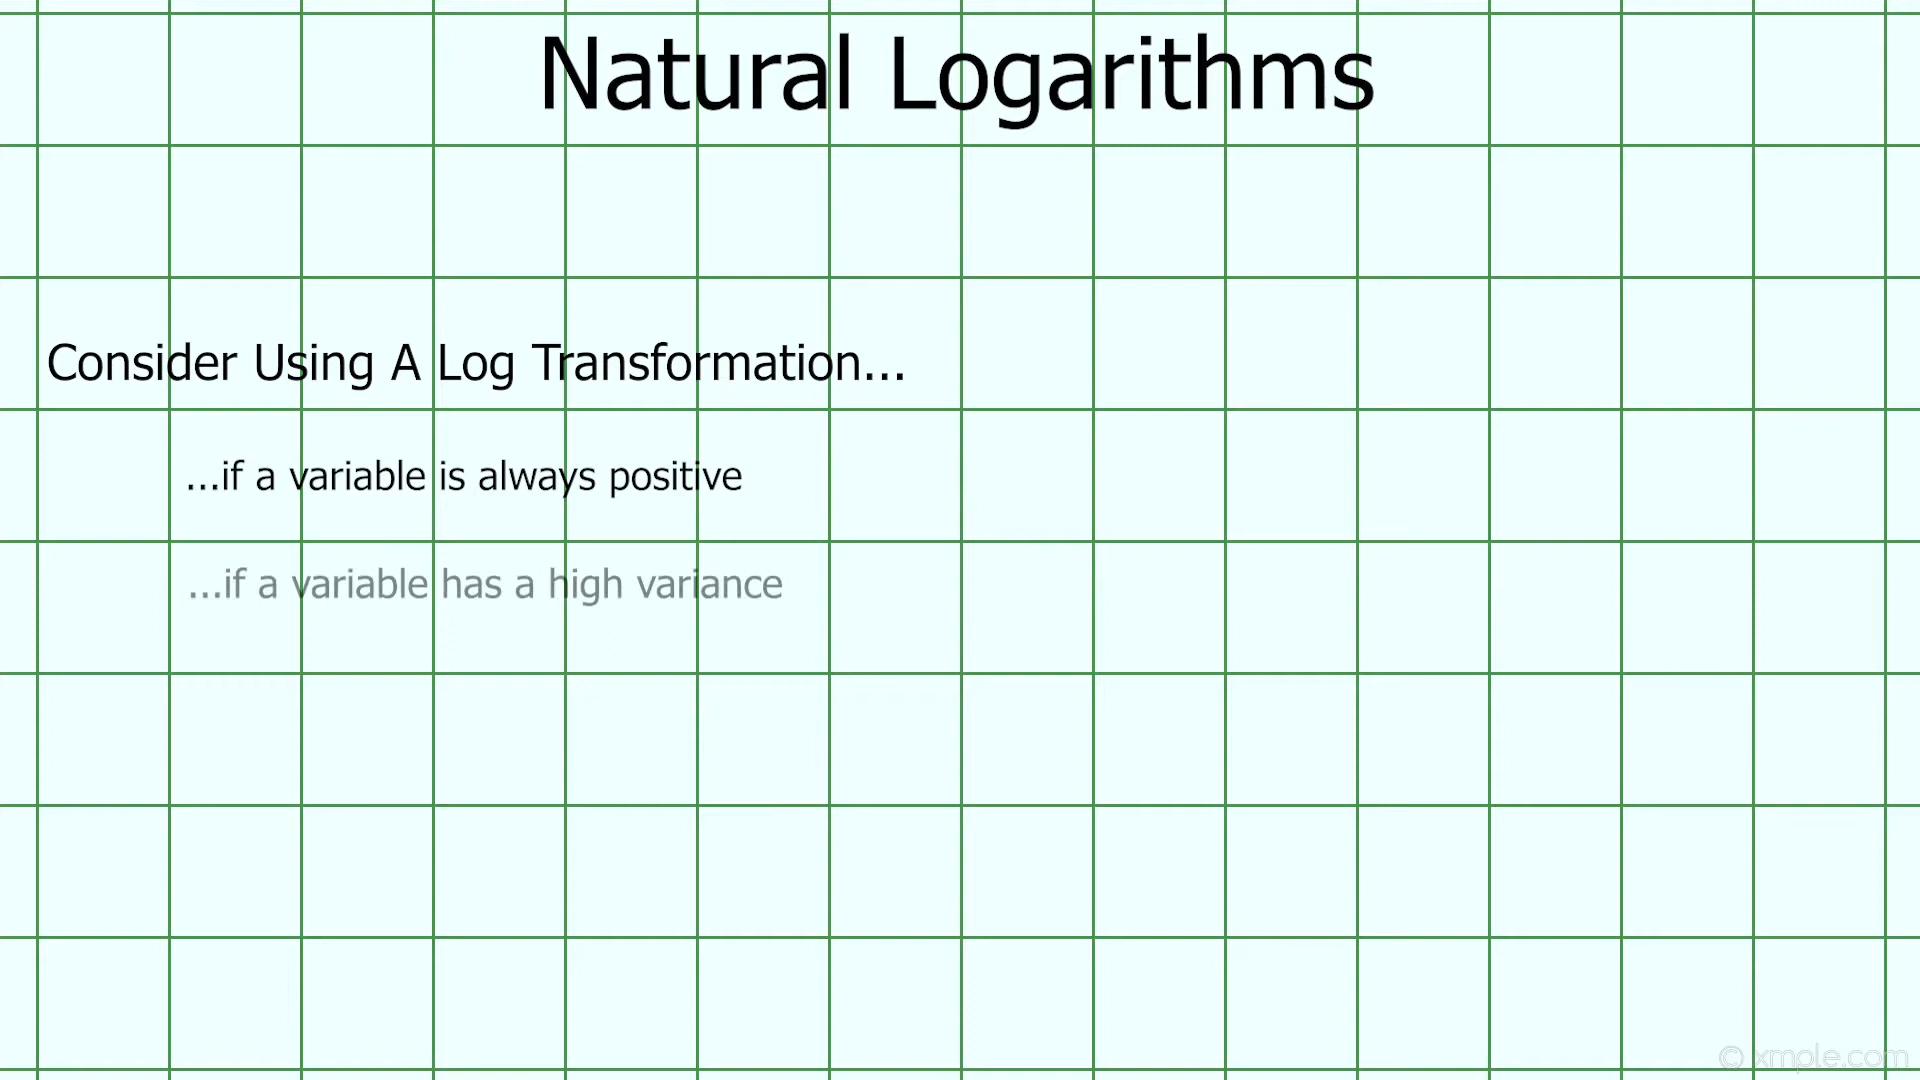 Natural Logarithms
Consider Using A Log Transformation...
...if a variable is always positive
...if a variable has a high variance
© xmple.com